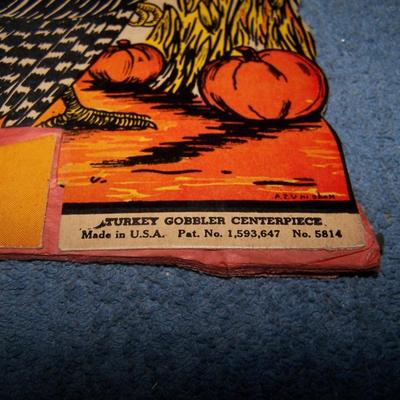 TURKEY GOBBLER CENTERPIECE
Made in U.S.A. Pat. No. 1,593,647 No. 5814